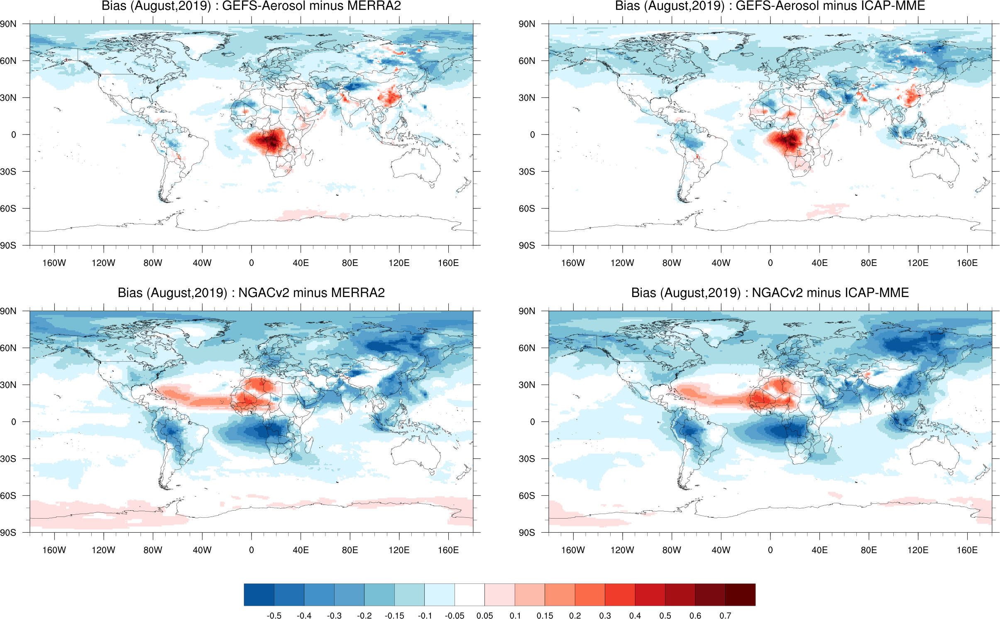 Bias (August,2019) : GEFS-Aerosol minus MERRA2
90N
60N
30N
0
30S
60S
90S
160W 120W 80W 40W 0 40E 80E 120E 160E
Bias (August,2019) : GEFS-Aerosol minus ICAP-MME
90N
60N
30N
0
30S
60S
90S
160W 120W 80W 40W 0 40E 80E 120E 160E
Bias (August,2019) : NGACv2 minus MERRA2
90N
60N
30N
0
30S
60S
90S
160W 120W 80W 40W 0 40E 80E 120E 160E
Bias (August,2019) : NGACv2 minus ICAP-MME
90N
60N
30N
0
30S
60S
90S
160W 120W 80W 40W 0 40E 80E 120E 160E
-0.5 -0.4 -0.3 -0.2 -0.15 -0.1 -0.05 0.05 0.1 0.15 0.2 0.3 0.4 0.5 0.6 0.7